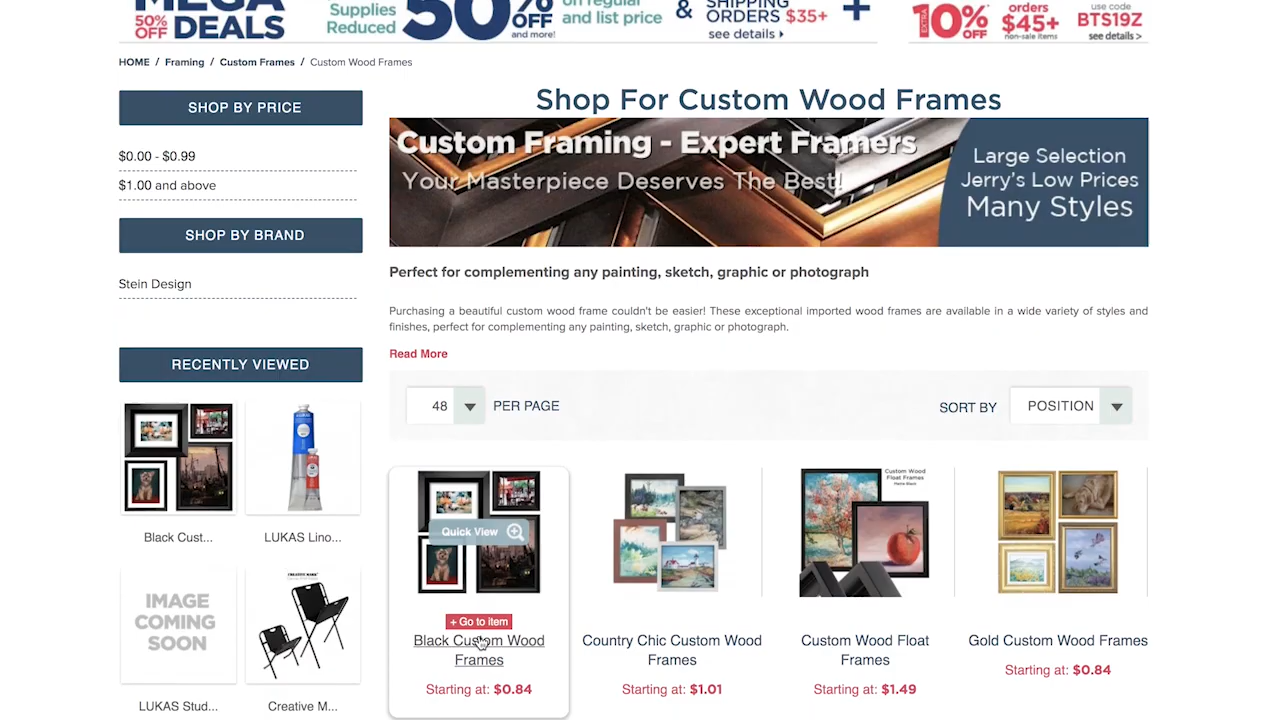 MEGA
50% OFF DEALS
Supplies
Reduced
50% OFF
on regular
and list price
and more!
&
SHIPPING
ORDERS $35+
see details
+
EXTRA
10% OFF
orders
$45+
non-sale items
use code
BTS19Z
see details >
HOME / Framing / Custom Frames / Custom Wood Frames
SHOP BY PRICE
$0.00 - $0.99
$1.00 and above
SHOP BY BRAND
Stein Design
RECENTLY VIEWED
Black Cust...
LUKAS Lino...
IMAGE
COMING
SOON
LUKAS Stud...
Creative M...
Shop For Custom Wood Frames
Custom Framing - Expert Framers
Your Masterpiece Deserves The Best!
Large Selection
Jerry's Low Prices
Many Styles
Perfect for complementing any painting, sketch, graphic or photograph
Purchasing a beautiful custom wood frame couldn't be easier! These exceptional imported wood frames are available in a wide variety of styles and
finishes, perfect for complementing any painting, sketch, graphic or photograph.
Read More
48 PER PAGE
SORT BY POSITION
Quick View
+ Go to item
Black Custom Wood
Frames
Starting at: $0.84
Country Chic Custom Wood
Frames
Starting at: $1.01
Custom Wood
Float Frames
Matte Black
Custom Wood Float
Frames
Starting at: $1.49
Gold Custom Wood Frames
Starting at: $0.84